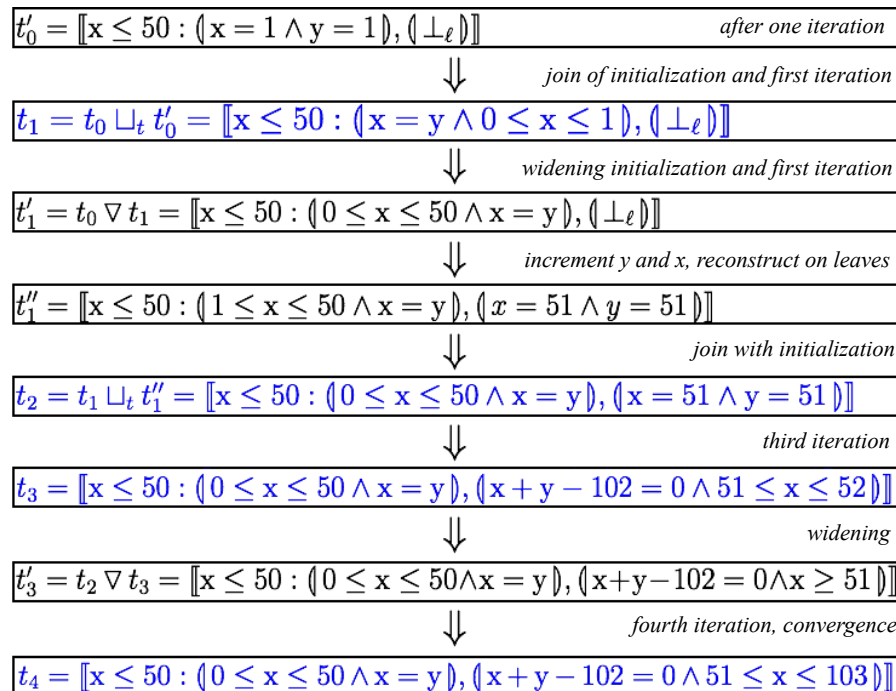 t′₀ = ⟦x ≤ 50 : ⦇x = 1 ∧ y = 1⦈, ⦇⊥ℓ⦈⟧ after one iteration
⇓ join of initialization and first iteration
t₁ = t₀ ⊔ₜ t′₀ = ⟦x ≤ 50 : ⦇x = y ∧ 0 ≤ x ≤ 1⦈, ⦇⊥ℓ⦈⟧
⇓ widening initialization and first iteration
t′₁ = t₀ ▽ t₁ = ⟦x ≤ 50 : ⦇0 ≤ x ≤ 50 ∧ x = y⦈, ⦇⊥ℓ⦈⟧
⇓ increment y and x, reconstruct on leaves
t″₁ = ⟦x ≤ 50 : ⦇1 ≤ x ≤ 50 ∧ x = y⦈, ⦇x = 51 ∧ y = 51⦈⟧
⇓ join with initialization
t₂ = t₁ ⊔ₜ t″₁ = ⟦x ≤ 50 : ⦇0 ≤ x ≤ 50 ∧ x = y⦈, ⦇x = 51 ∧ y = 51⦈⟧
⇓ third iteration
t₃ = ⟦x ≤ 50 : ⦇0 ≤ x ≤ 50 ∧ x = y⦈, ⦇x + y − 102 = 0 ∧ 51 ≤ x ≤ 52⦈⟧
⇓ widening
t′₃ = t₂ ▽ t₃ = ⟦x ≤ 50 : ⦇0 ≤ x ≤ 50∧x = y⦈, ⦇x+y−102 = 0∧x ≥ 51⦈⟧
⇓ fourth iteration, convergence
t₄ = ⟦x ≤ 50 : ⦇0 ≤ x ≤ 50 ∧ x = y⦈, ⦇x + y − 102 = 0 ∧ 51 ≤ x ≤ 103⦈⟧